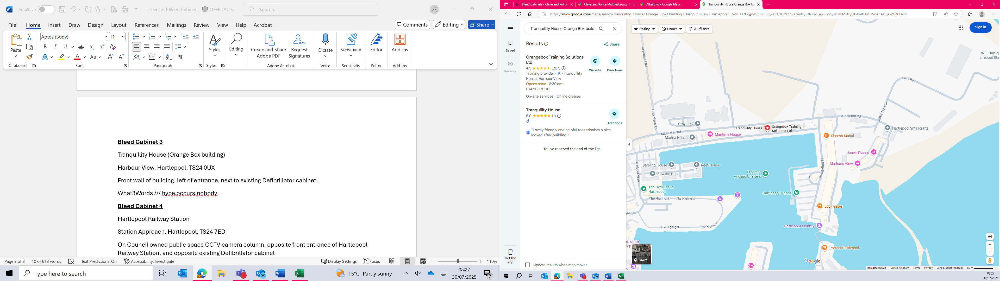 AutoSave
Cleveland Bleed Cabinets
OFFICIAL
Search
File Home Insert Draw Design Layout References Mailings Review View Help Acrobat
Comments Editing Share
Aptos (Body) 11
Paste
Clipboard
Font
Paragraph
Styles
Styles
Editing
Create and Share Adobe PDF
Request Signatures
Adobe Acrobat
Dictate
Voice
Sensitivity
Sensitivity
Editor
Editor
Add-ins
Add-ins
Bleed Cabinet 3
Tranquillity House (Orange Box building)
Harbour View, Hartlepool, TS24 0UX
Front wall of building, left of entrance, next to existing Defibrillator cabinet.
What3Words /// hype.occurs.nobody
Bleed Cabinet 4
Hartlepool Railway Station
Station Approach, Hartlepool, TS24 7ED
On Council owned public space CCTV camera column, opposite front entrance of Hartlepool
Railway Station, and opposite existing Defibrillator cabinet
Page 2 of 8 10 of 613 words Text Predictions: On Accessibility: Investigate Display Settings Focus 110%
Type here to search
15°C Partly sunny
08:27
30/07/2025
7
Bleed Cabinets - Cleveland Police
Cleveland Police Middlesbrough
Albert Rd - Google Maps
Tranquillity House Orange Box bu
https://www.google.com/maps/search/Tranquillity+House+Orange+Box+building+Harbour+View+Hartlepool+TS24+0UX/@54.6928223,-1.2016297,17z?entry=ttu&g_ep=EgoyMDI1MDcyOC4wIKXMDSoASAFQAw%3D%3D
Saved
Recents
Get the app
Tranquillity House Orange Box build
Rating Hours All filters
Sign in
Results
Share
Orangebox Training Solutions
Ltd.
4.5 (207)
Training provider · · Tranquillity
House, Harbour View
Opens soon · 8:30 am ·
01429 717000
On-site services · Online classes
Website
Directions
Tranquility House
5.0 (1)
Directions
"Lovely friendly and helpful receptionists a nice
looked after building."
You've reached the end of the list.
Update results when map moves
Greenland Rd
Greenland Rd
RNLI Hartle
Lifeboat Sta
Ferry Rd
Slake Terrace
Middleton Rd
Middleton Rd
Omya UK
Marina House
Maritime House
Tranquility House
Orangebox Training
Solutions Ltd
Hartlepool Smallcrafts
Sheesh Mahal
Jane's Places
Mariners View
Jarsling House
Reef House
Bowline House
Harbour Walk
Predator
Angling Charters
Navigation Pt
The Gym Group
Hartlepool
Hartlepool Marina
The Highlight
The Highlight
Lock Gates
The Highlight
The Highlight
Hartlepool Monkey
Portals Hartlepool
Layers
Google
Map data ©2025 United Kingdom Terms Privacy Send product feedback 50 m
08:27
30/07/2025